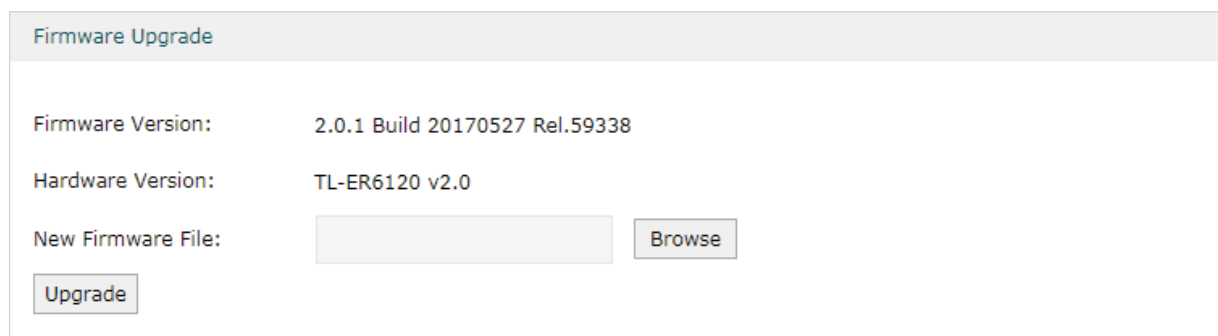 Firmware Upgrade
Firmware Version: 2.0.1 Build 20170527 Rel.59338
Hardware Version: TL-ER6120 v2.0
New Firmware File: Browse
Upgrade